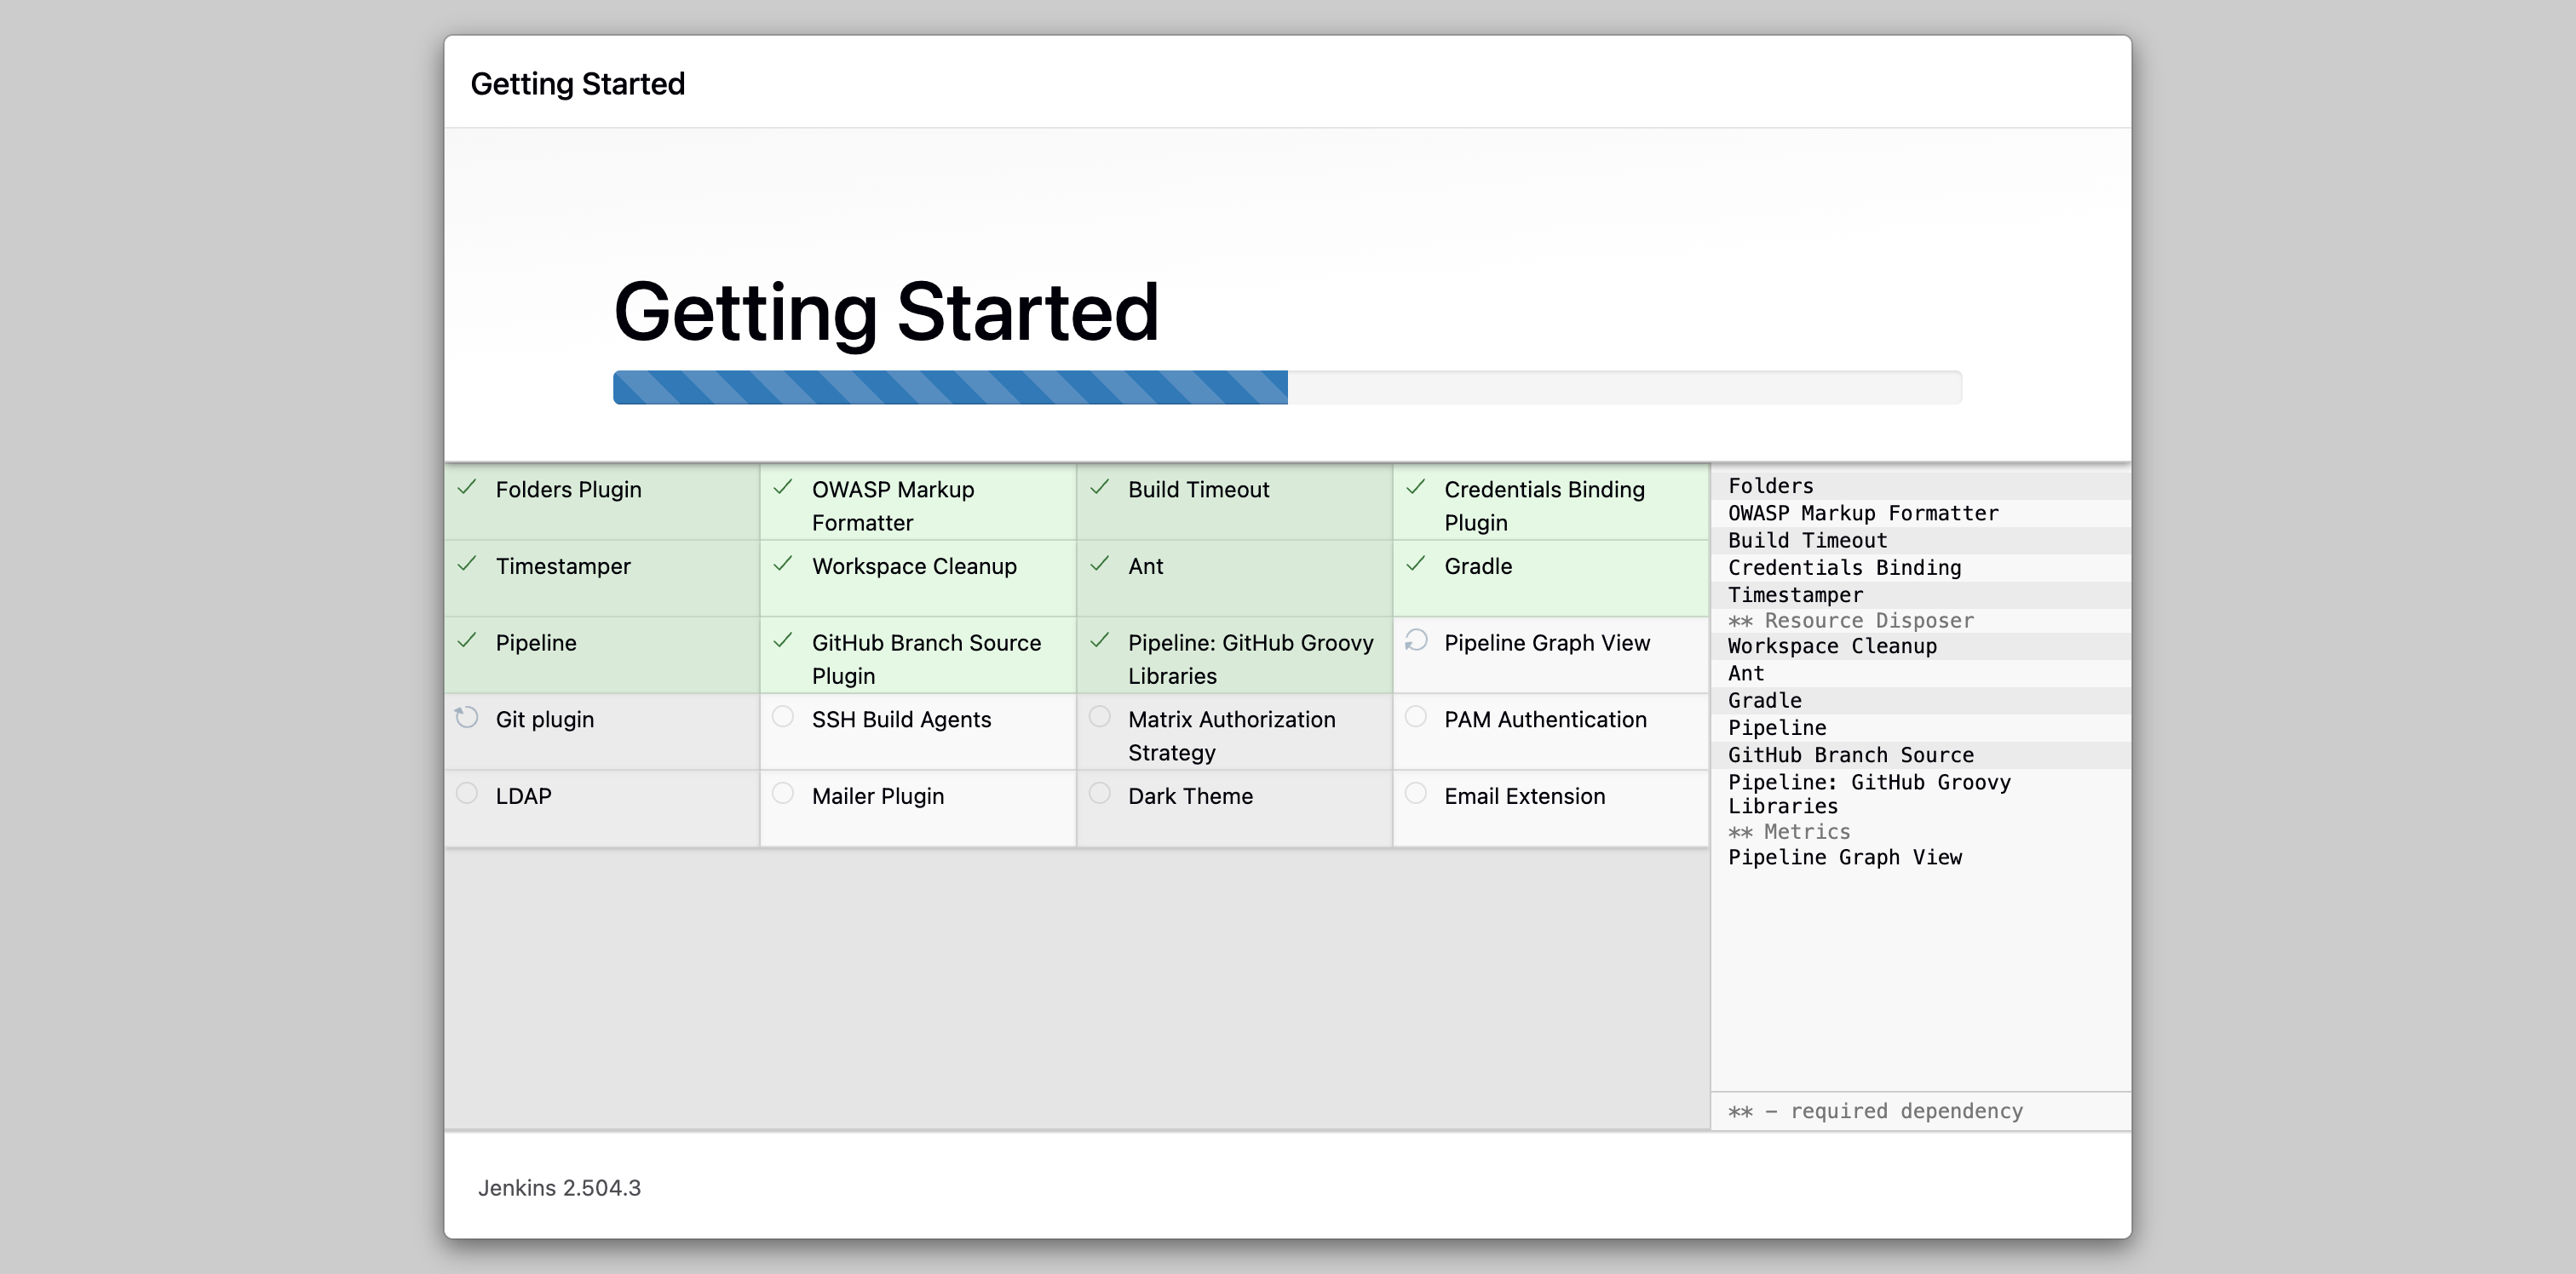 Getting Started
Getting Started
Folders Plugin
OWASP Markup
Formatter
Build Timeout
Credentials Binding
Plugin
Timestamper
Workspace Cleanup
Ant
Gradle
Pipeline
GitHub Branch Source
Plugin
Pipeline: GitHub Groovy
Libraries
Pipeline Graph View
Git plugin
SSH Build Agents
Matrix Authorization
Strategy
PAM Authentication
LDAP
Mailer Plugin
Dark Theme
Email Extension
Folders
OWASP Markup Formatter
Build Timeout
Credentials Binding
Timestamper
** Resource Disposer
Workspace Cleanup
Ant
Gradle
Pipeline
GitHub Branch Source
Pipeline: GitHub Groovy
Libraries
** Metrics
Pipeline Graph View
** – required dependency
Jenkins 2.504.3